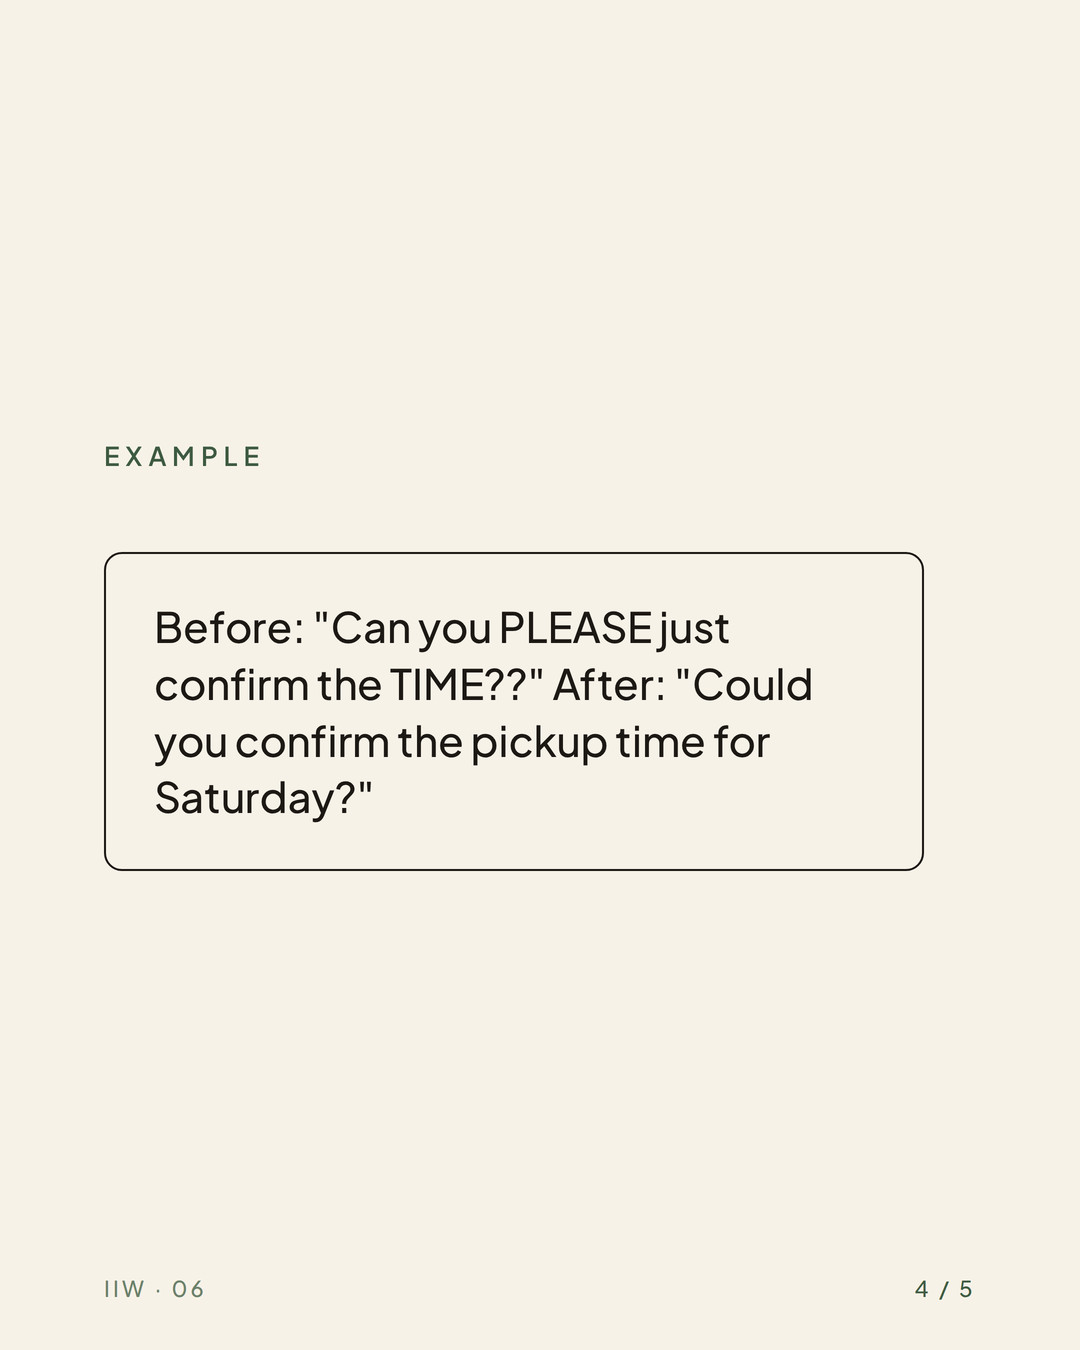 EXAMPLE
Before: "Can you PLEASE just
confirm the TIME??" After: "Could
you confirm the pickup time for
Saturday?"
IIW · 06
4 / 5